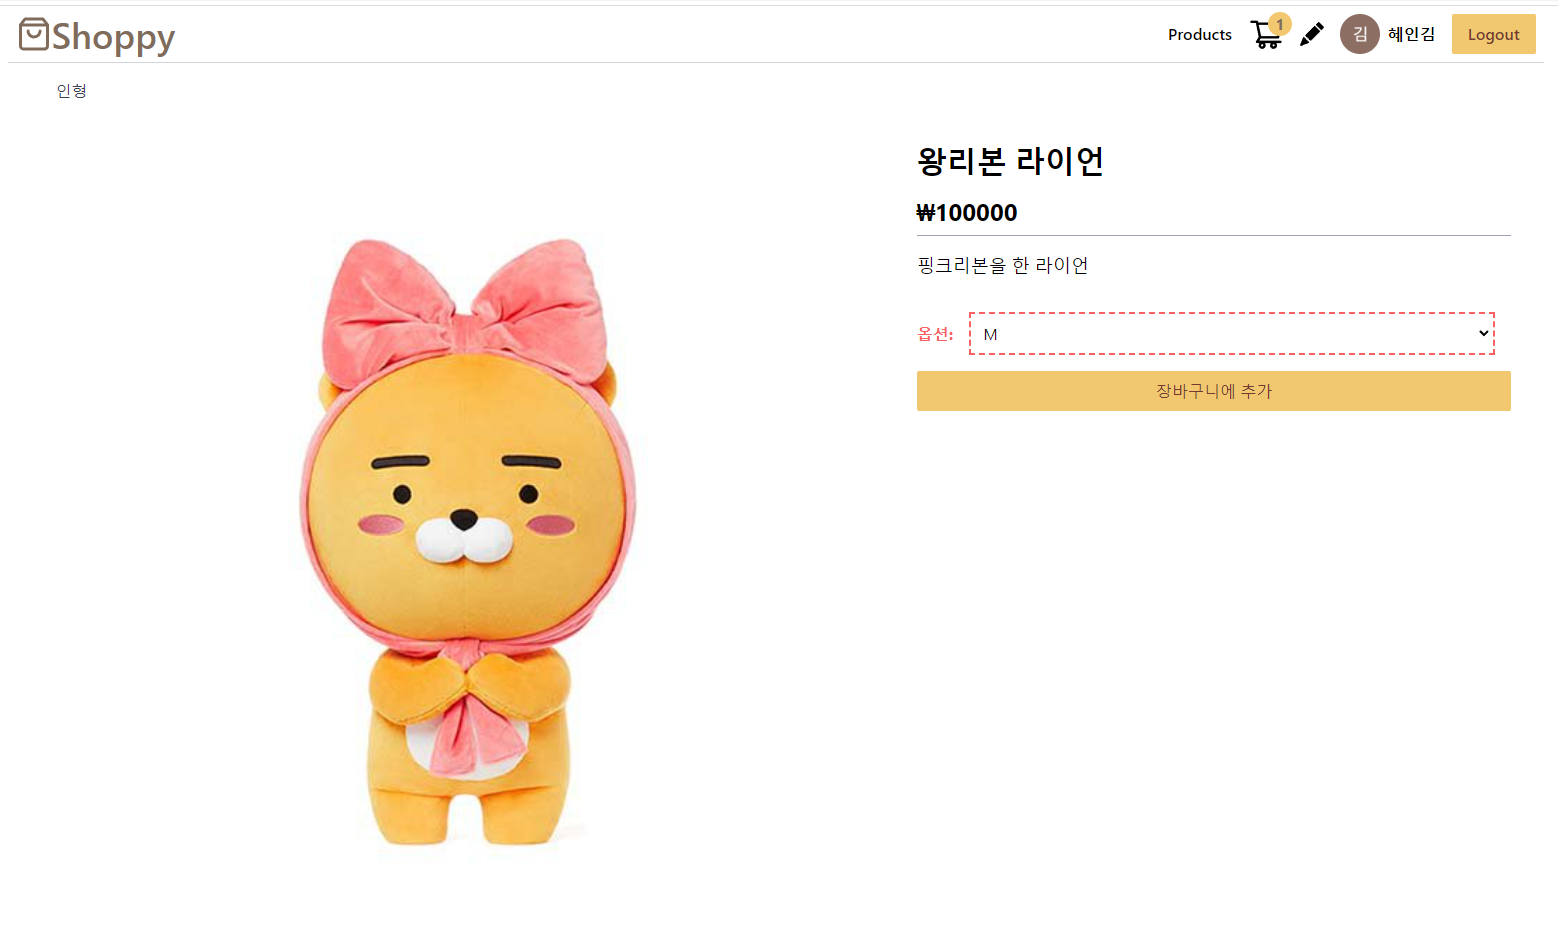 Shoppy
Products
1
김
혜인김
Logout
인형
왕리본 라이언
₩100000
핑크리본을 한 라이언
옵션:
M
장바구니에 추가